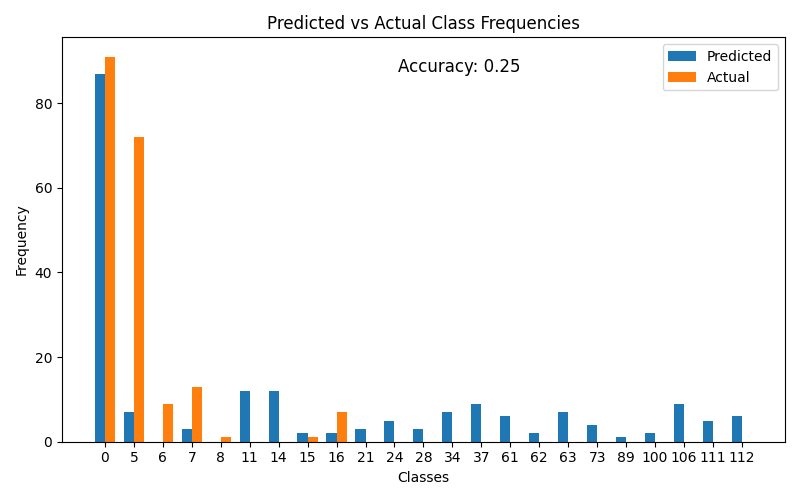 Predicted vs Actual Class Frequencies
Accuracy: 0.25
Predicted
Actual
Frequency
80
60
40
20
0
0 5 6 7 8 11 14 15 16 21 24 28 34 37 61 62 63 73 89 100 106 111 112
Classes